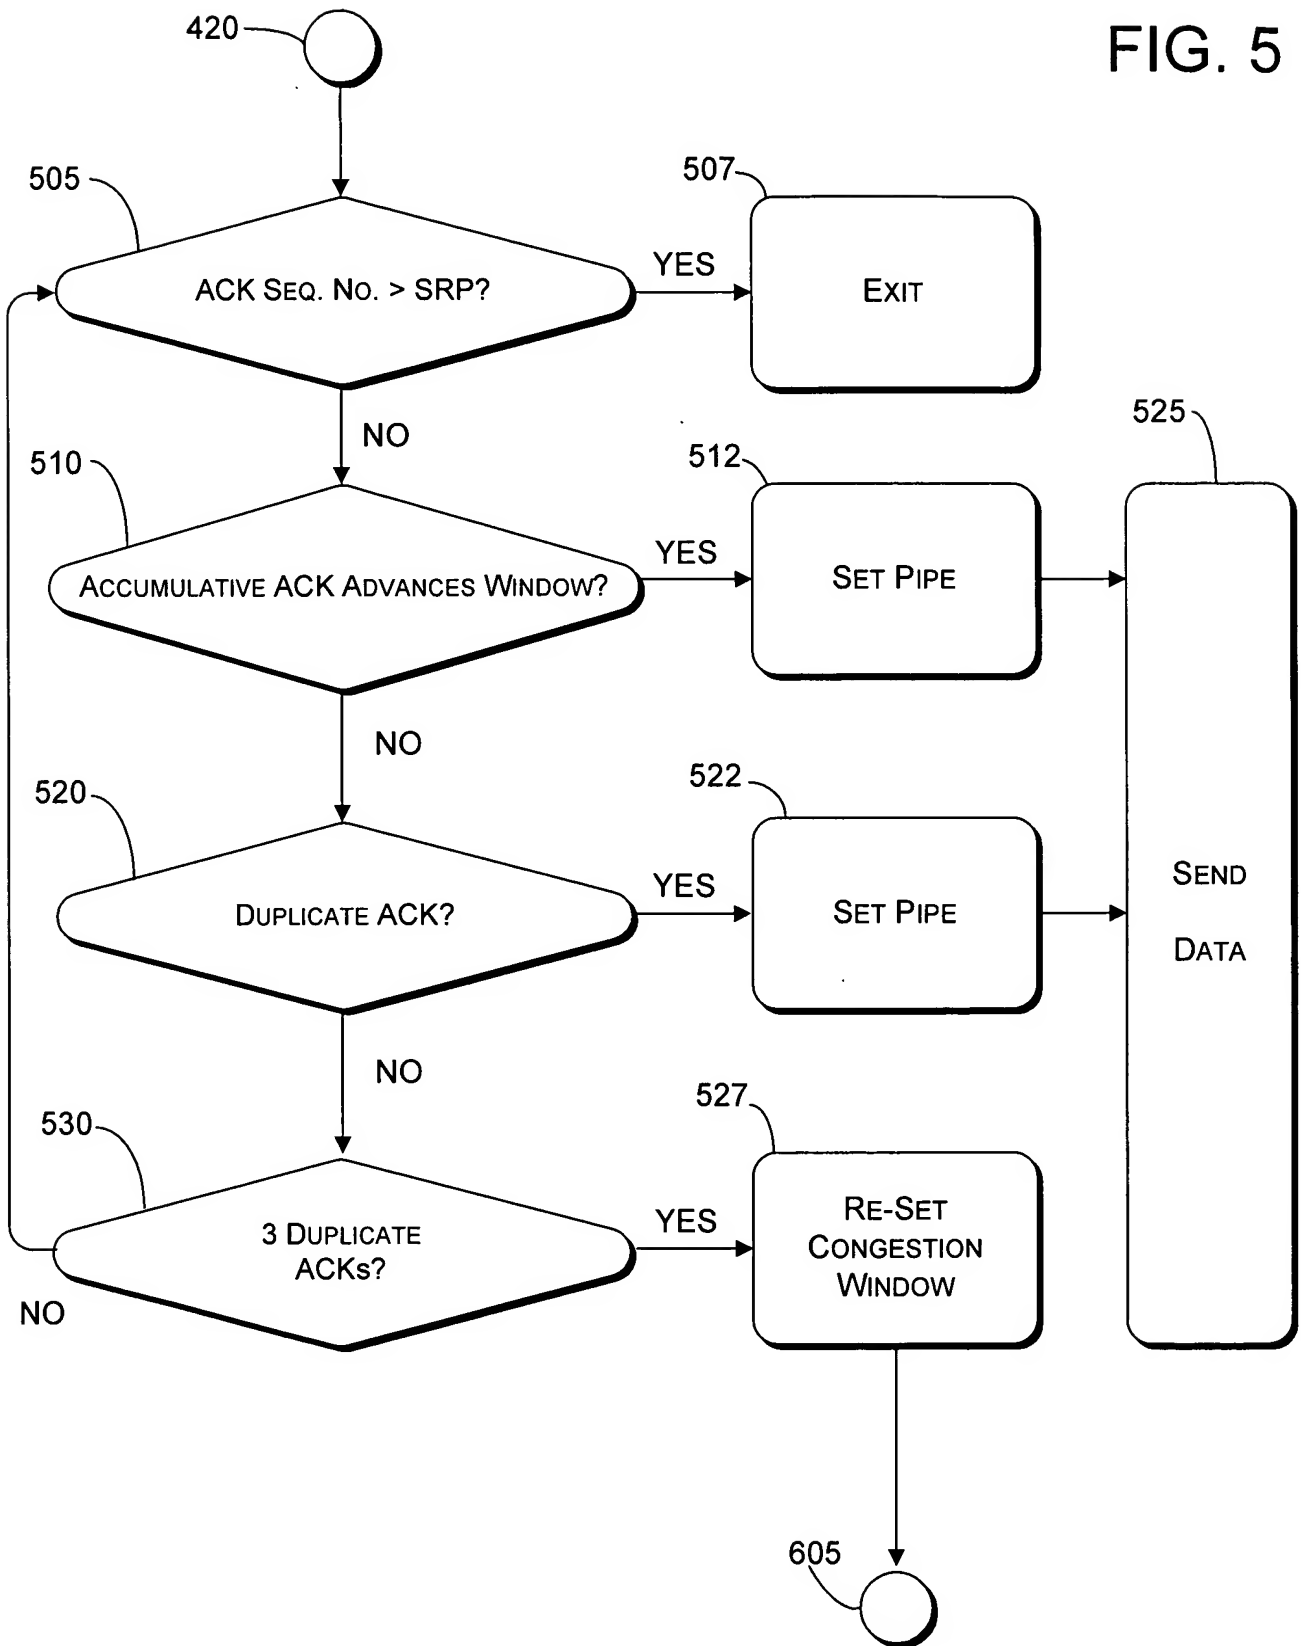 FIG. 5
420
505
ACK SEQ. NO. > SRP?
YES
507
EXIT
NO
510
ACCUMULATIVE ACK ADVANCES WINDOW?
YES
512
SET PIPE
525
SEND
DATA
NO
520
DUPLICATE ACK?
YES
522
SET PIPE
NO
530
3 DUPLICATE
ACKs?
YES
527
RE-SET
CONGESTION
WINDOW
NO
605